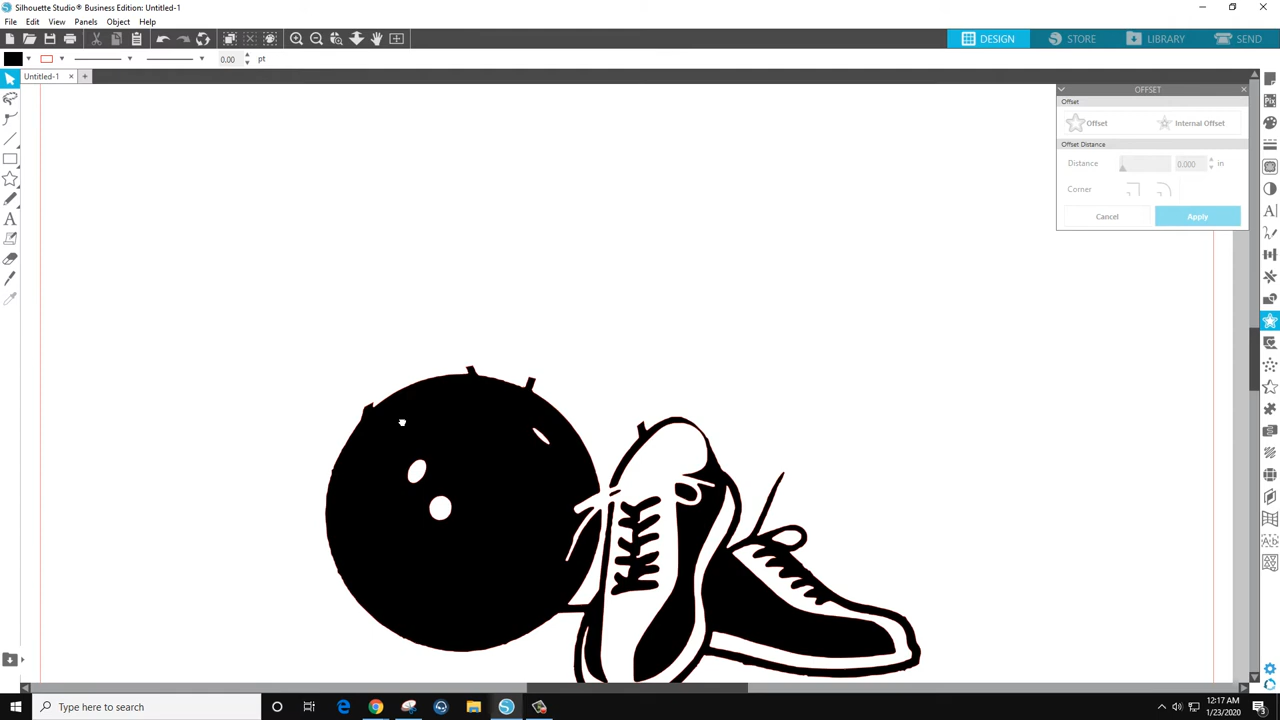 Silhouette Studio® Business Edition: Untitled-1
File Edit View Panels Object Help
DESIGN STORE LIBRARY SEND
0.00 pt
Untitled-1 × +
OFFSET
Offset
Offset Internal Offset
Offset Distance
Distance 0.000 in
Corner
Cancel Apply
Pix
A
Type here to search
12:17 AM
1/23/2020